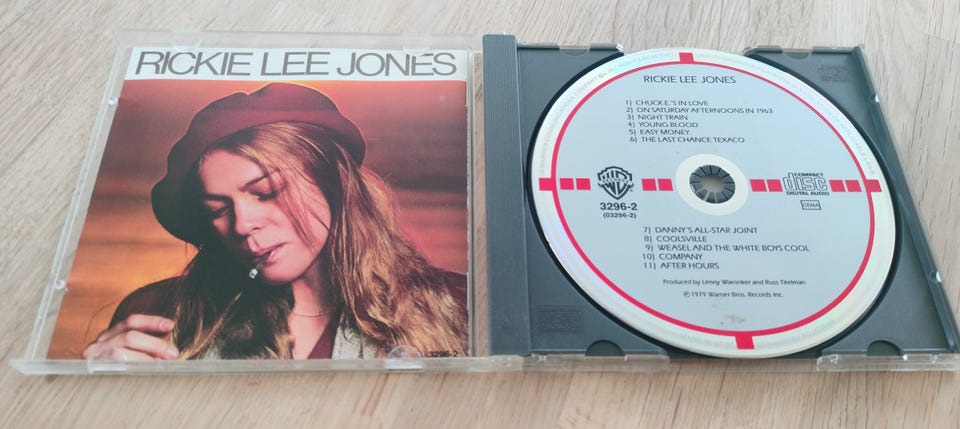 RICKIE LEE JONES
3296-2
RICKIE LEE JONES
1) CHUCK E.'S IN LOVE
2) ON SATURDAY AFTERNOONS IN 1963
3) NIGHT TRAIN
4) YOUNG BLOOD
5) EASY MONEY
6) THE LAST CHANCE TEXACO
3296-2
(03296-2)
COMPACT
disc
DIGITAL AUDIO
GEMA
7) DANNY'S ALL-STAR JOINT
8) COOLSVILLE
9) WEASEL AND THE WHITE BOYS COOL
10) COMPANY
11) AFTER HOURS
Produced by Lenny Waronker and Russ Titelman
℗ 1979 Warner Bros. Records Inc.